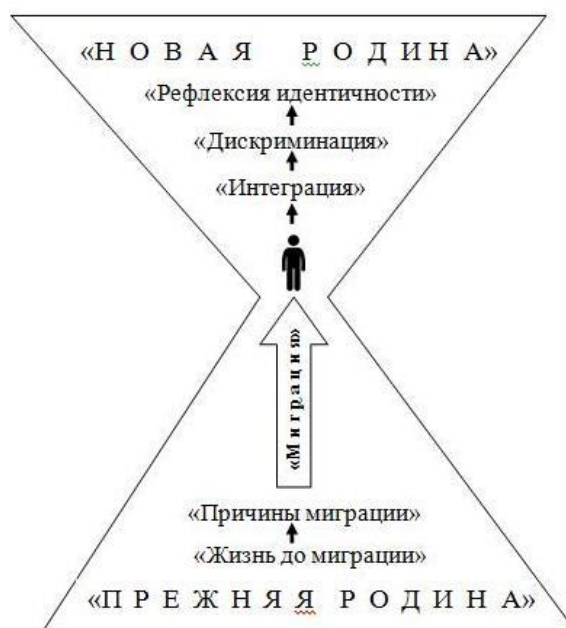 «Н О В А Я Р О Д И Н А»
«Рефлексия идентичности»
«Дискриминация»
«Интеграция»
«Миграция»
«Причины миграции»
«Жизнь до миграции»
«П Р Е Ж Н Я Я Р О Д И Н А»